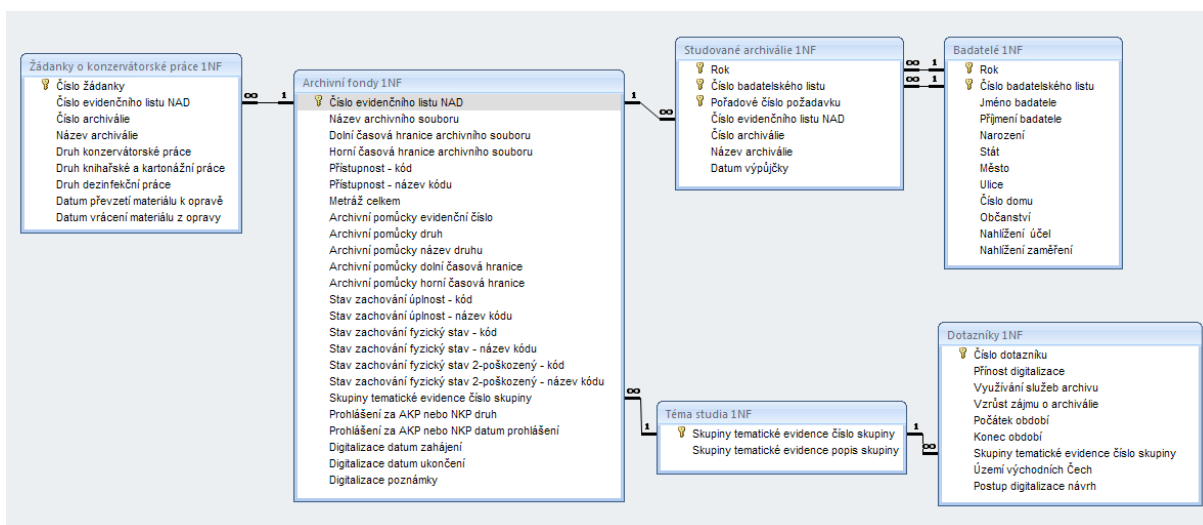 Žádanky o konzervátorské práce 1NF
Číslo žádanky
Číslo evidenčního listu NAD
Číslo archiválie
Název archiválie
Druh konzervátorské práce
Druh knihařské a kartonážní práce
Druh dezinfekční práce
Datum převzetí materiálu k opravě
Datum vrácení materiálu z opravy
∞
1
Archivní fondy 1NF
Číslo evidenčního listu NAD
Název archivního souboru
Dolní časová hranice archivního souboru
Horní časová hranice archivního souboru
Přístupnost - kód
Přístupnost - název kódu
Metráž celkem
Archivní pomůcky evidenční číslo
Archivní pomůcky druh
Archivní pomůcky název druhu
Archivní pomůcky dolní časová hranice
Archivní pomůcky horní časová hranice
Stav zachování úplnost - kód
Stav zachování úplnost - název kódu
Stav zachování fyzický stav - kód
Stav zachování fyzický stav - název kódu
Stav zachování fyzický stav 2-poškozený - kód
Stav zachování fyzický stav 2-poškozený - název kódu
Skupiny tematické evidence číslo skupiny
Prohlášení za AKP nebo NKP druh
Prohlášení za AKP nebo NKP datum prohlášení
Digitalizace datum zahájení
Digitalizace datum ukončení
Digitalizace poznámky
1
∞
Studované archiválie 1NF
Rok
Číslo badatelského listu
Pořadové číslo požadavku
Číslo evidenčního listu NAD
Číslo archiválie
Název archiválie
Datum výpůjčky
∞ 1
∞ 1
Badatelé 1NF
Rok
Číslo badatelského listu
Jméno badatele
Příjmení badatele
Narození
Stát
Město
Ulice
Číslo domu
Občanství
Nahlížení účel
Nahlížení zaměření
∞
1
Téma studia 1NF
Skupiny tematické evidence číslo skupiny
Skupiny tematické evidence popis skupiny
1
∞
Dotazníky 1NF
Číslo dotazníku
Přínost digitalizace
Využívání služeb archivu
Vzrůst zájmu o archiválie
Počátek období
Konec období
Skupiny tematické evidence číslo skupiny
Území východních Čech
Postup digitalizace návrh